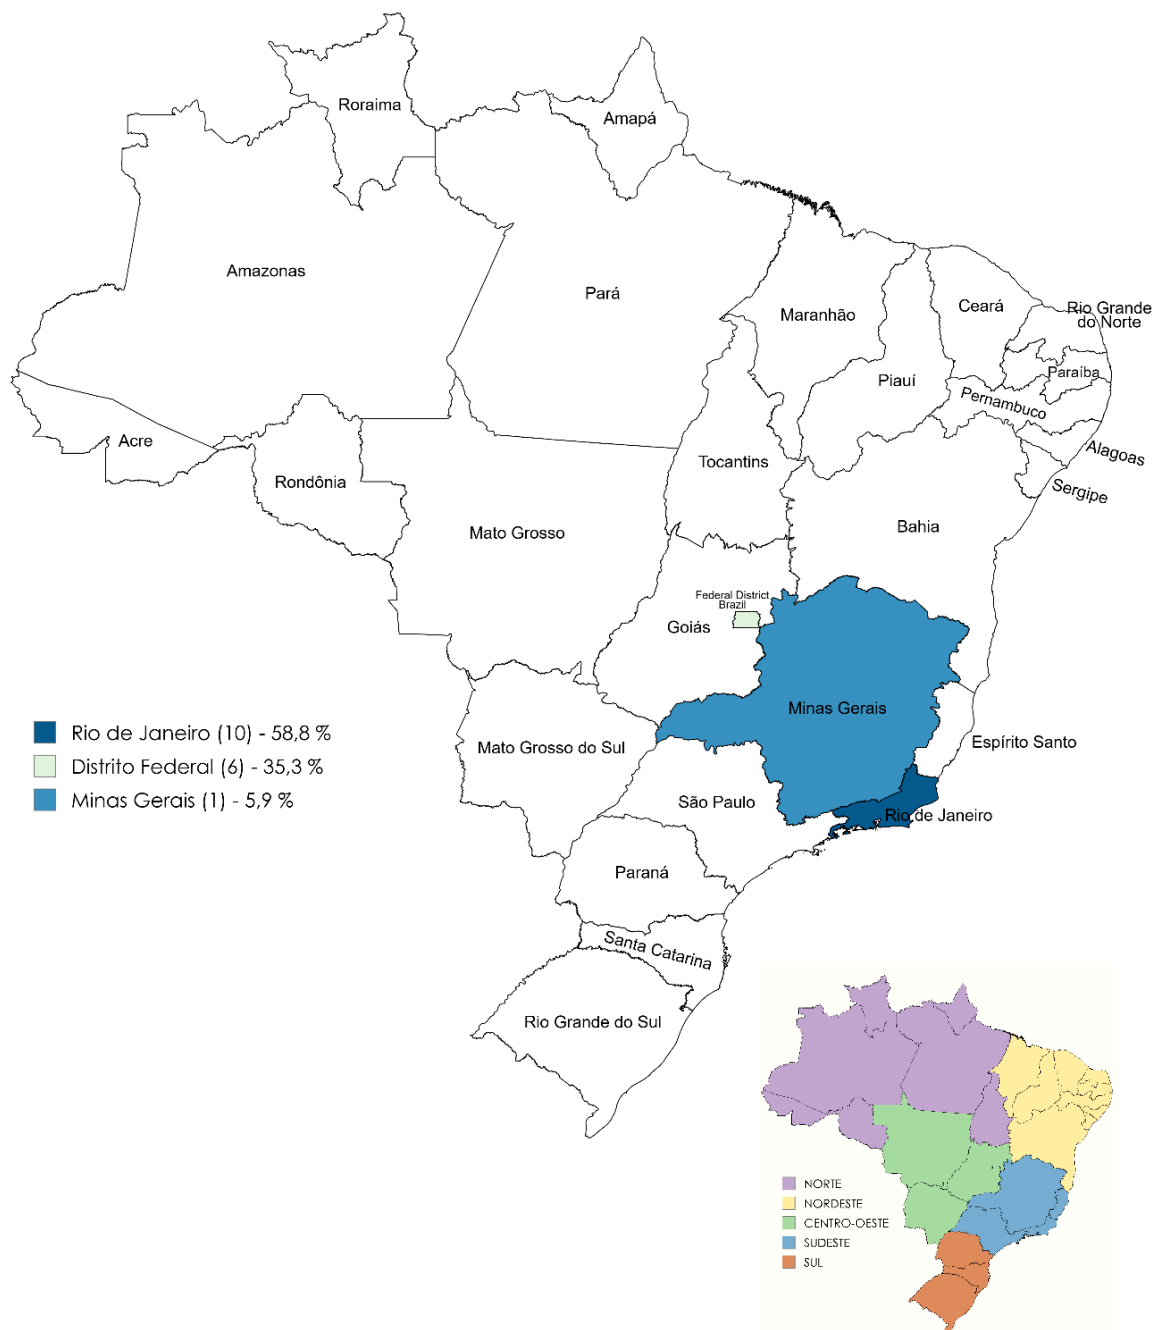 Roraima
Amapá
Amazonas
Pará
Maranhão
Ceará
Rio Grande
do Norte
Piauí
Paraíba
Pernambuco
Acre
Rondônia
Tocantins
Alagoas
Sergipe
Mato Grosso
Bahia
Federal District
Brazil
Goiás
Minas Gerais
Mato Grosso do Sul
Espírito Santo
São Paulo
Rio de Janeiro
Paraná
Santa Catarina
Rio Grande do Sul
Rio de Janeiro (10) - 58,8 %
Distrito Federal (6) - 35,3 %
Minas Gerais (1) - 5,9 %
NORTE
NORDESTE
CENTRO-OESTE
SUDESTE
SUL